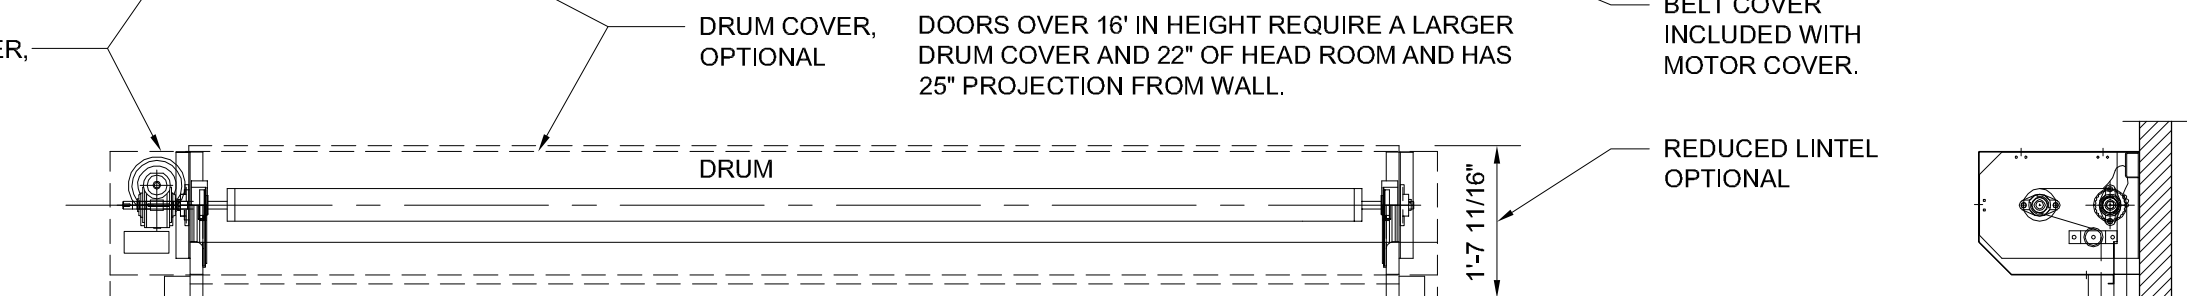 ER,
DRUM COVER,
OPTIONAL
DOORS OVER 16' IN HEIGHT REQUIRE A LARGER
DRUM COVER AND 22" OF HEAD ROOM AND HAS
25" PROJECTION FROM WALL.
BELT COVER
INCLUDED WITH
MOTOR COVER.
DRUM
1'-7 11/16"
REDUCED LINTEL
OPTIONAL